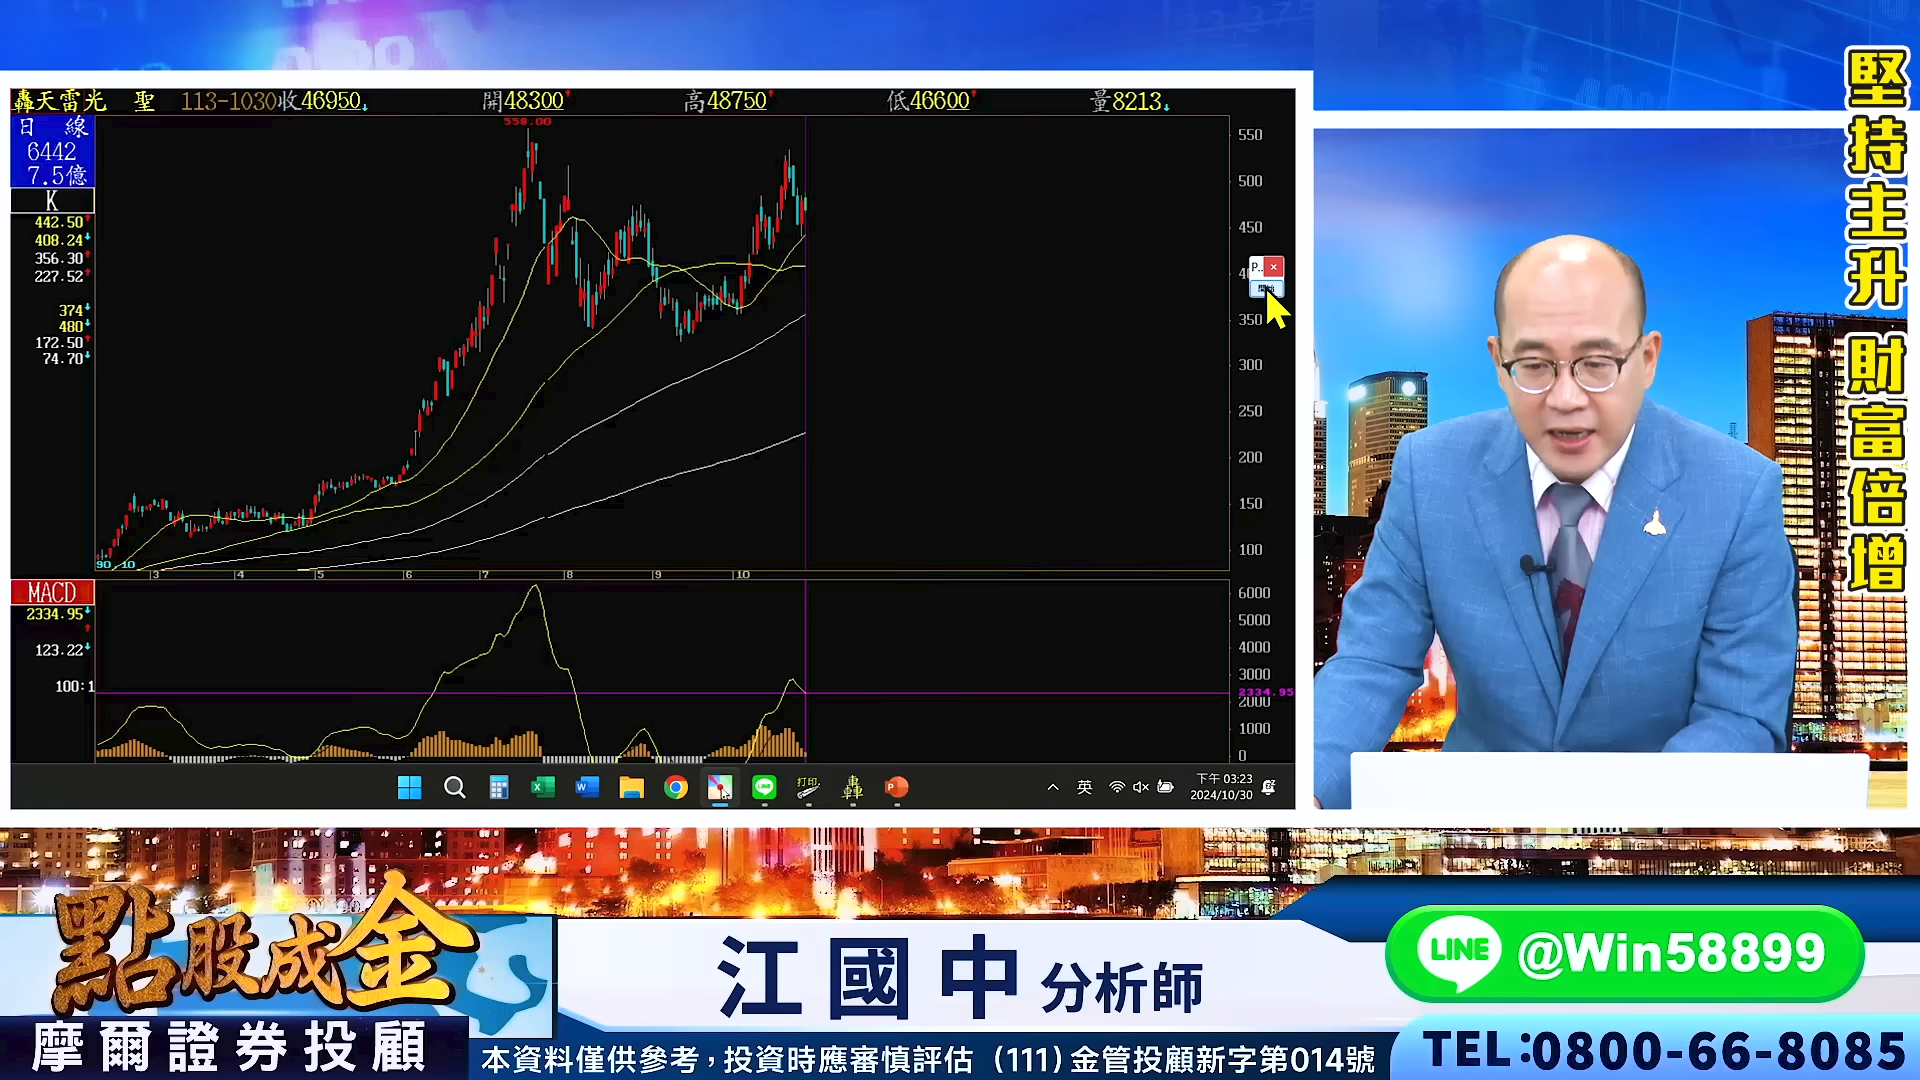 轟天雷光 聖 113-1030收46950↓ 開48300↑ 高48750↑ 低46600↑ 量8213↓
日 線
6442
7.5億
K
442.50↑
408.24↓
356.30↑
227.52↑
374↓
480↓
172.50↑
74.70↓
558.00
550
500
450
350
300
250
200
150
100
90 10
3 4 5 6 7 8 9 10
MACD
2334.95↓
123.22↓
100:1
6000
5000
4000
3000
2334.95
2000
1000
0
P..
打印.
轟
英
下午 03:23
2024/10/30
堅持主升 財富倍增
點股成金
摩爾證券投顧
江國中 分析師
本資料僅供參考，投資時應審慎評估 (111) 金管投顧新字第014號
LINE @Win58899
TEL:0800-66-8085